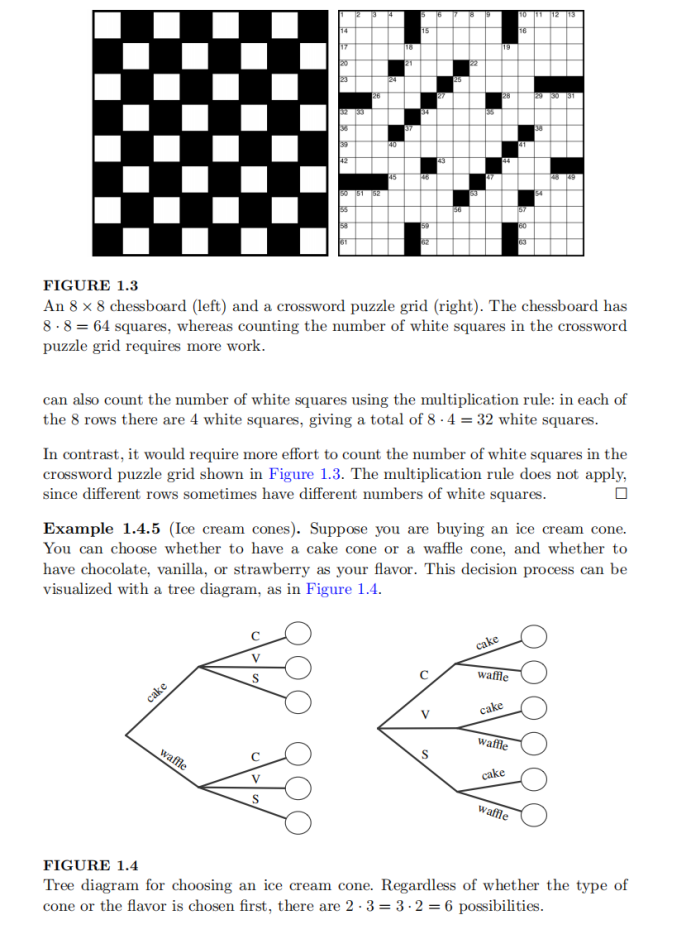 1 2 3 4 5 6 7 8 9 10 11 12 13
14 15 16
17 18 19
20 21 22
23 24 25
26 27 28 29 30 31
32 33 34 35
36 37 38
39 40 41
42 43 44
45 46 47 48 49
50 51 52 53 54
55 56 57
58 59 60
61 62 63
FIGURE 1.3
An 8 × 8 chessboard (left) and a crossword puzzle grid (right). The chessboard has
8 · 8 = 64 squares, whereas counting the number of white squares in the crossword
puzzle grid requires more work.
can also count the number of white squares using the multiplication rule: in each of
the 8 rows there are 4 white squares, giving a total of 8 · 4 = 32 white squares.
In contrast, it would require more effort to count the number of white squares in the
crossword puzzle grid shown in Figure 1.3. The multiplication rule does not apply,
since different rows sometimes have different numbers of white squares. □
Example 1.4.5 (Ice cream cones). Suppose you are buying an ice cream cone.
You can choose whether to have a cake cone or a waffle cone, and whether to
have chocolate, vanilla, or strawberry as your flavor. This decision process can be
visualized with a tree diagram, as in Figure 1.4.
cake
C
V
S
waffle
C
V
S
C
cake
waffle
V
cake
waffle
S
cake
waffle
FIGURE 1.4
Tree diagram for choosing an ice cream cone. Regardless of whether the type of
cone or the flavor is chosen first, there are 2 · 3 = 3 · 2 = 6 possibilities.